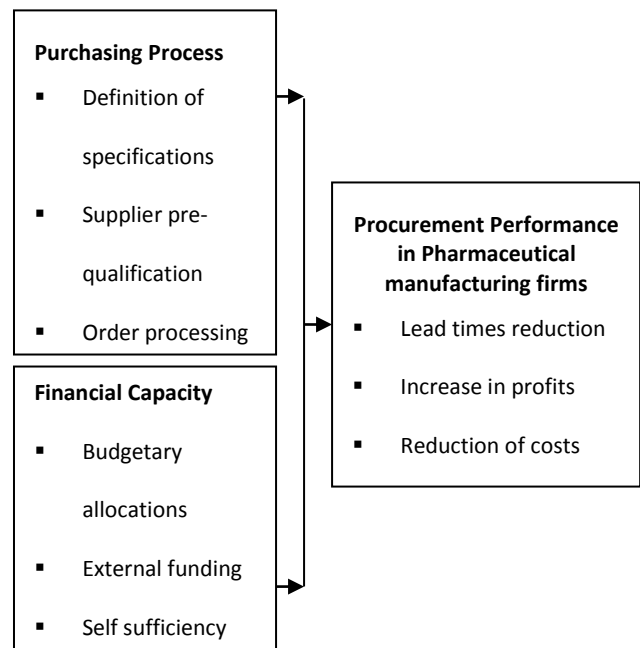 Purchasing Process
▪ Definition of
specifications
▪ Supplier pre-
qualification
▪ Order processing
Financial Capacity
▪ Budgetary
allocations
▪ External funding
▪ Self sufficiency
Procurement Performance
in Pharmaceutical
manufacturing firms
▪ Lead times reduction
▪ Increase in profits
▪ Reduction of costs